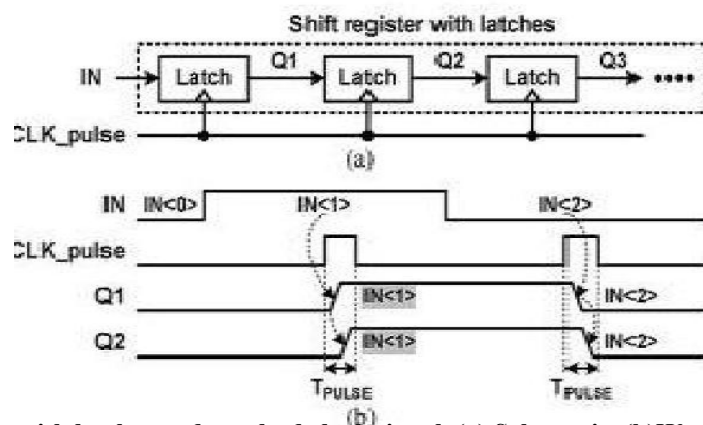 Shift register with latches
IN Latch Q1 Latch Q2 Latch Q3
CLK_pulse
(a)
IN IN<0> IN<1> IN<2>
CLK_pulse
Q1 IN<1> IN<2>
Q2 IN<1> IN<2>
TPULSE TPULSE
(b)